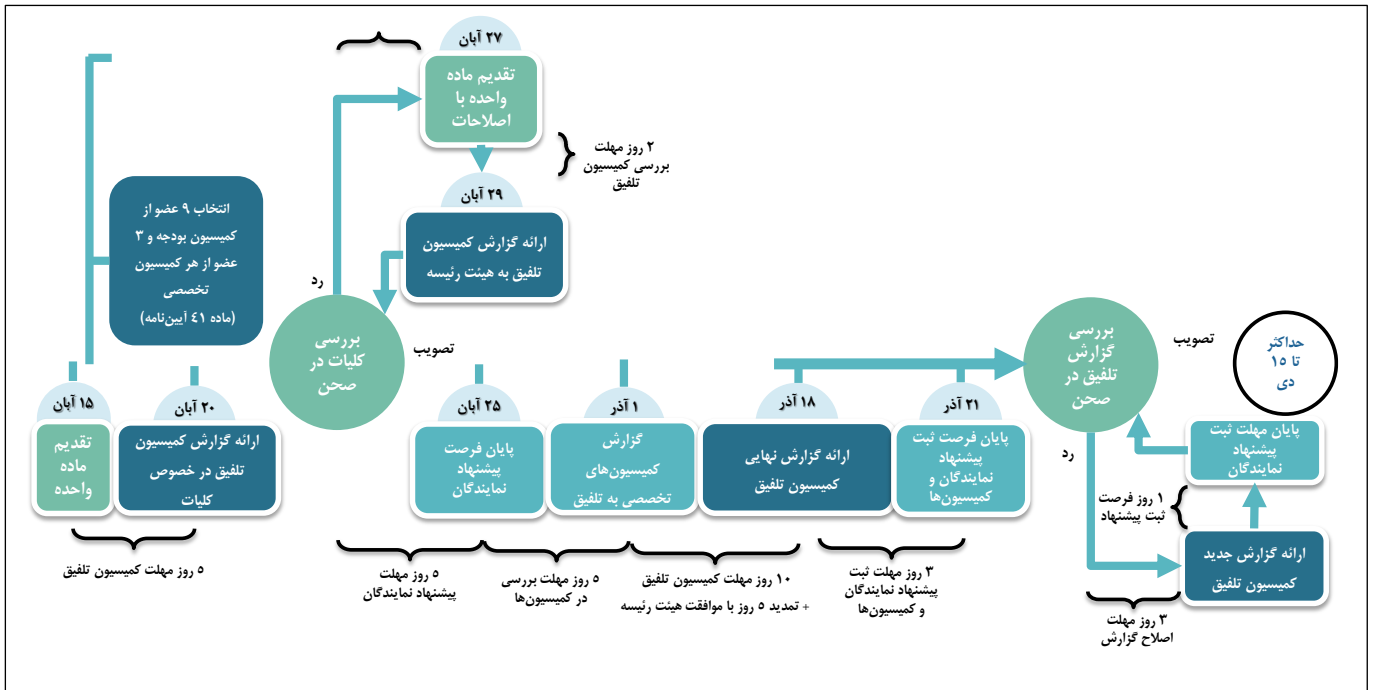 ۲۷ آبان
تقدیم ماده
واحده با
اصلاحات
۲ روز مهلت
بررسی کمیسیون
تلفیق
۲۹ آبان
ارائه گزارش کمیسیون
تلفیق به هیئت رئیسه
انتخاب ۹ عضو از
کمیسیون بودجه و ۳
عضو از هر کمیسیون
تخصصی
(ماده ٤١ آیین‌نامه)
رد
بررسی
کلیات در
صحن
تصویب
۱۵ آبان
تقدیم
ماده
واحده
۲۰ آبان
ارائه گزارش کمیسیون
تلفیق در خصوص
کلیات
۵ روز مهلت کمیسیون تلفیق
۲۵ آبان
پایان فرصت
پیشنهاد
نمایندگان
۵ روز مهلت
پیشنهاد نمایندگان
۱ آذر
گزارش
کمیسیون‌های
تخصصی به تلفیق
۵ روز مهلت بررسی
در کمیسیون‌ها
۱۸ آذر
ارائه گزارش نهایی
کمیسیون تلفیق
۱۰ روز مهلت کمیسیون تلفیق
+ تمدید ۵ روز با موافقت هیئت رئیسه
۲۱ آذر
پایان فرصت ثبت
پیشنهاد
نمایندگان و
کمیسیون‌ها
۳ روز مهلت ثبت
پیشنهاد نمایندگان
و کمیسیون‌ها
بررسی
گزارش
تلفیق در
صحن
تصویب
حداکثر
تا ۱۵
دی
رد
پایان مهلت ثبت
پیشنهاد
نمایندگان
۱ روز فرصت
ثبت پیشنهاد
ارائه گزارش جدید
کمیسیون تلفیق
۳ روز مهلت
اصلاح گزارش